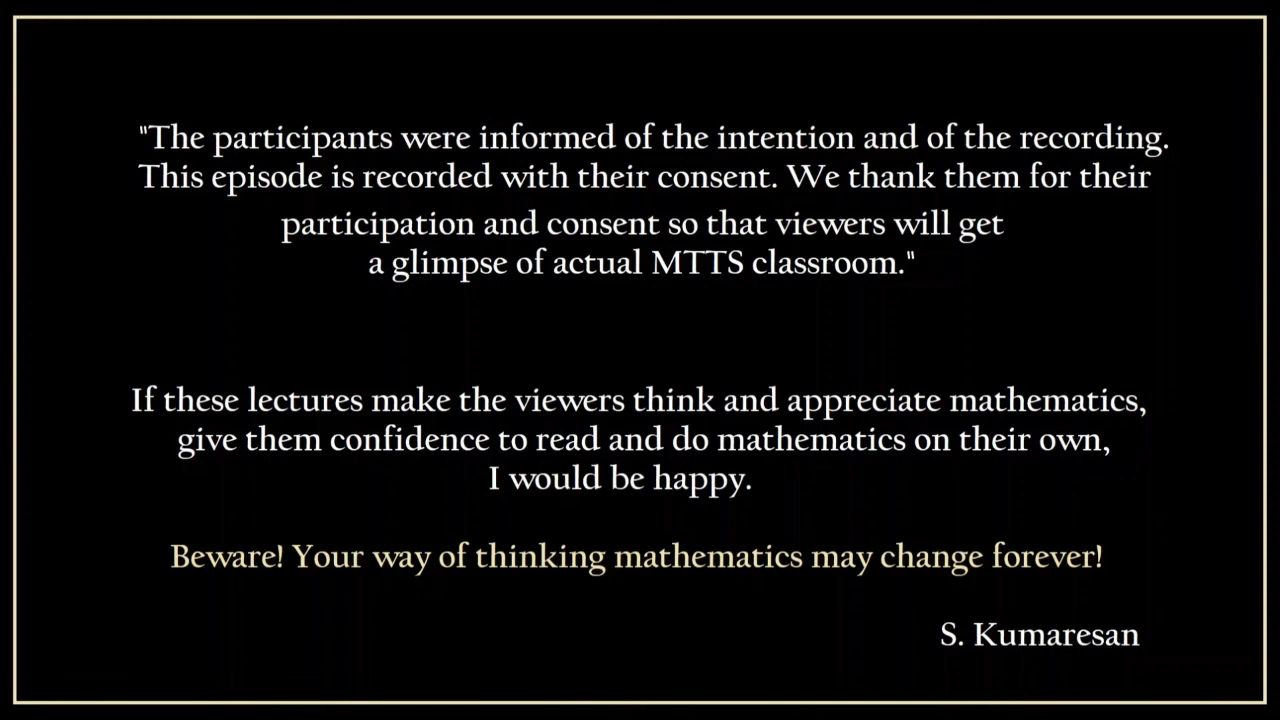 "The participants were informed of the intention and of the recording.
This episode is recorded with their consent. We thank them for their
participation and consent so that viewers will get
a glimpse of actual MTTS classroom."
If these lectures make the viewers think and appreciate mathematics,
give them confidence to read and do mathematics on their own,
I would be happy.
Beware! Your way of thinking mathematics may change forever!
S. Kumaresan